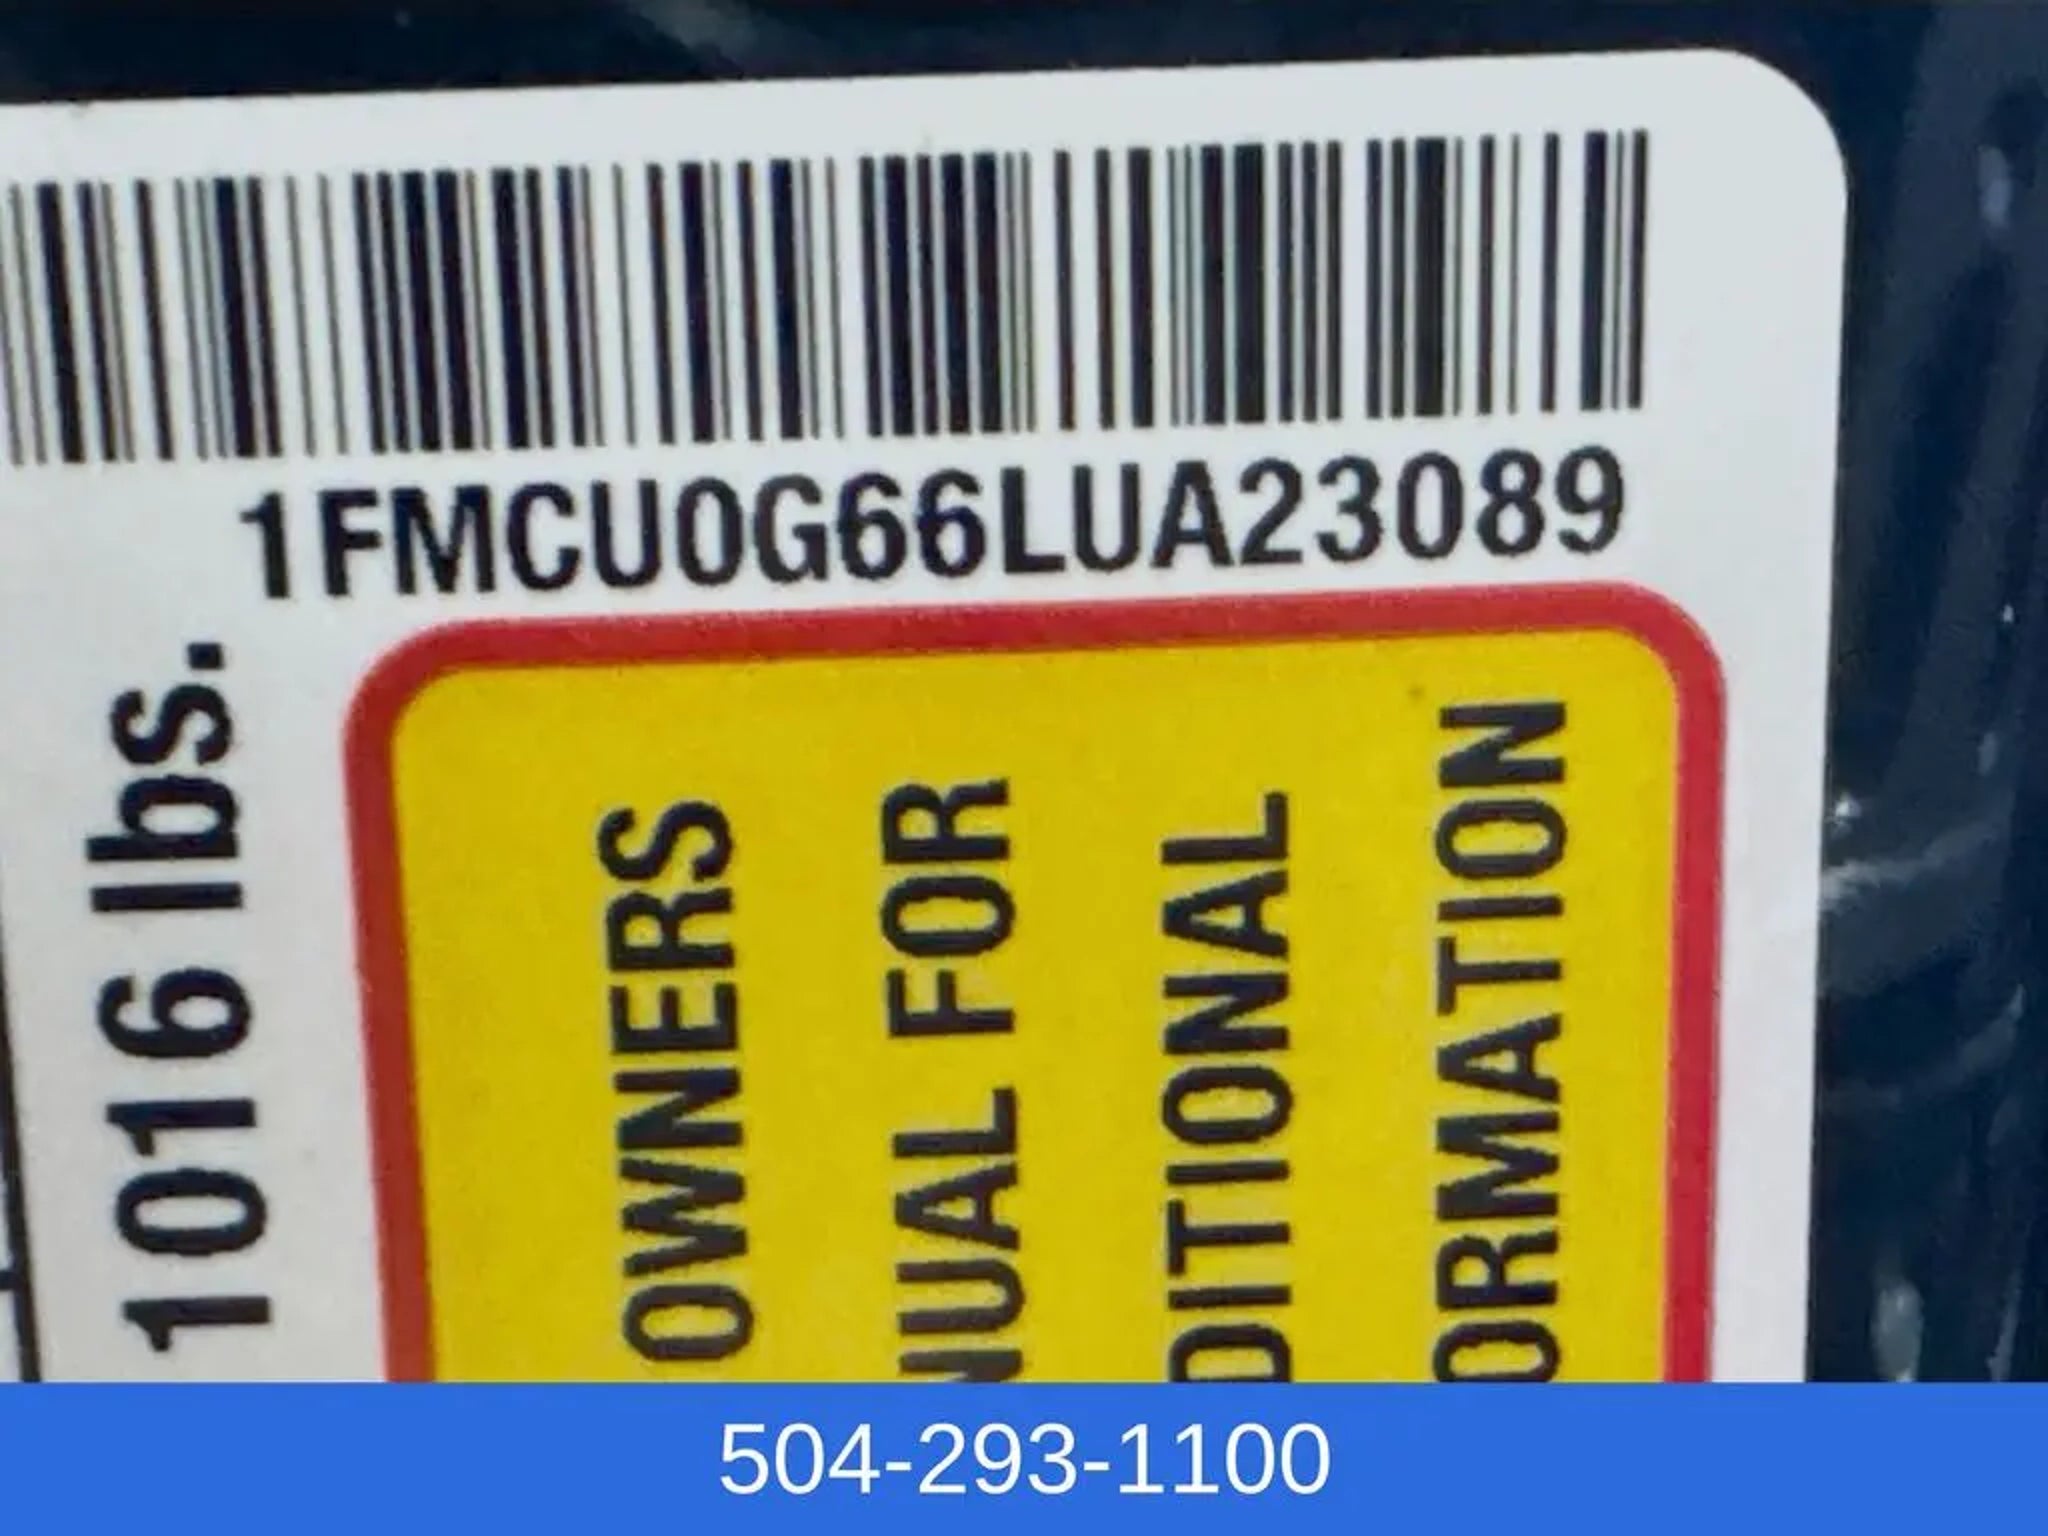 1FMCU0G66LUA23089
1016 lbs.
OWNERS
NUAL FOR
DITIONAL
ORMATION
504-293-1100